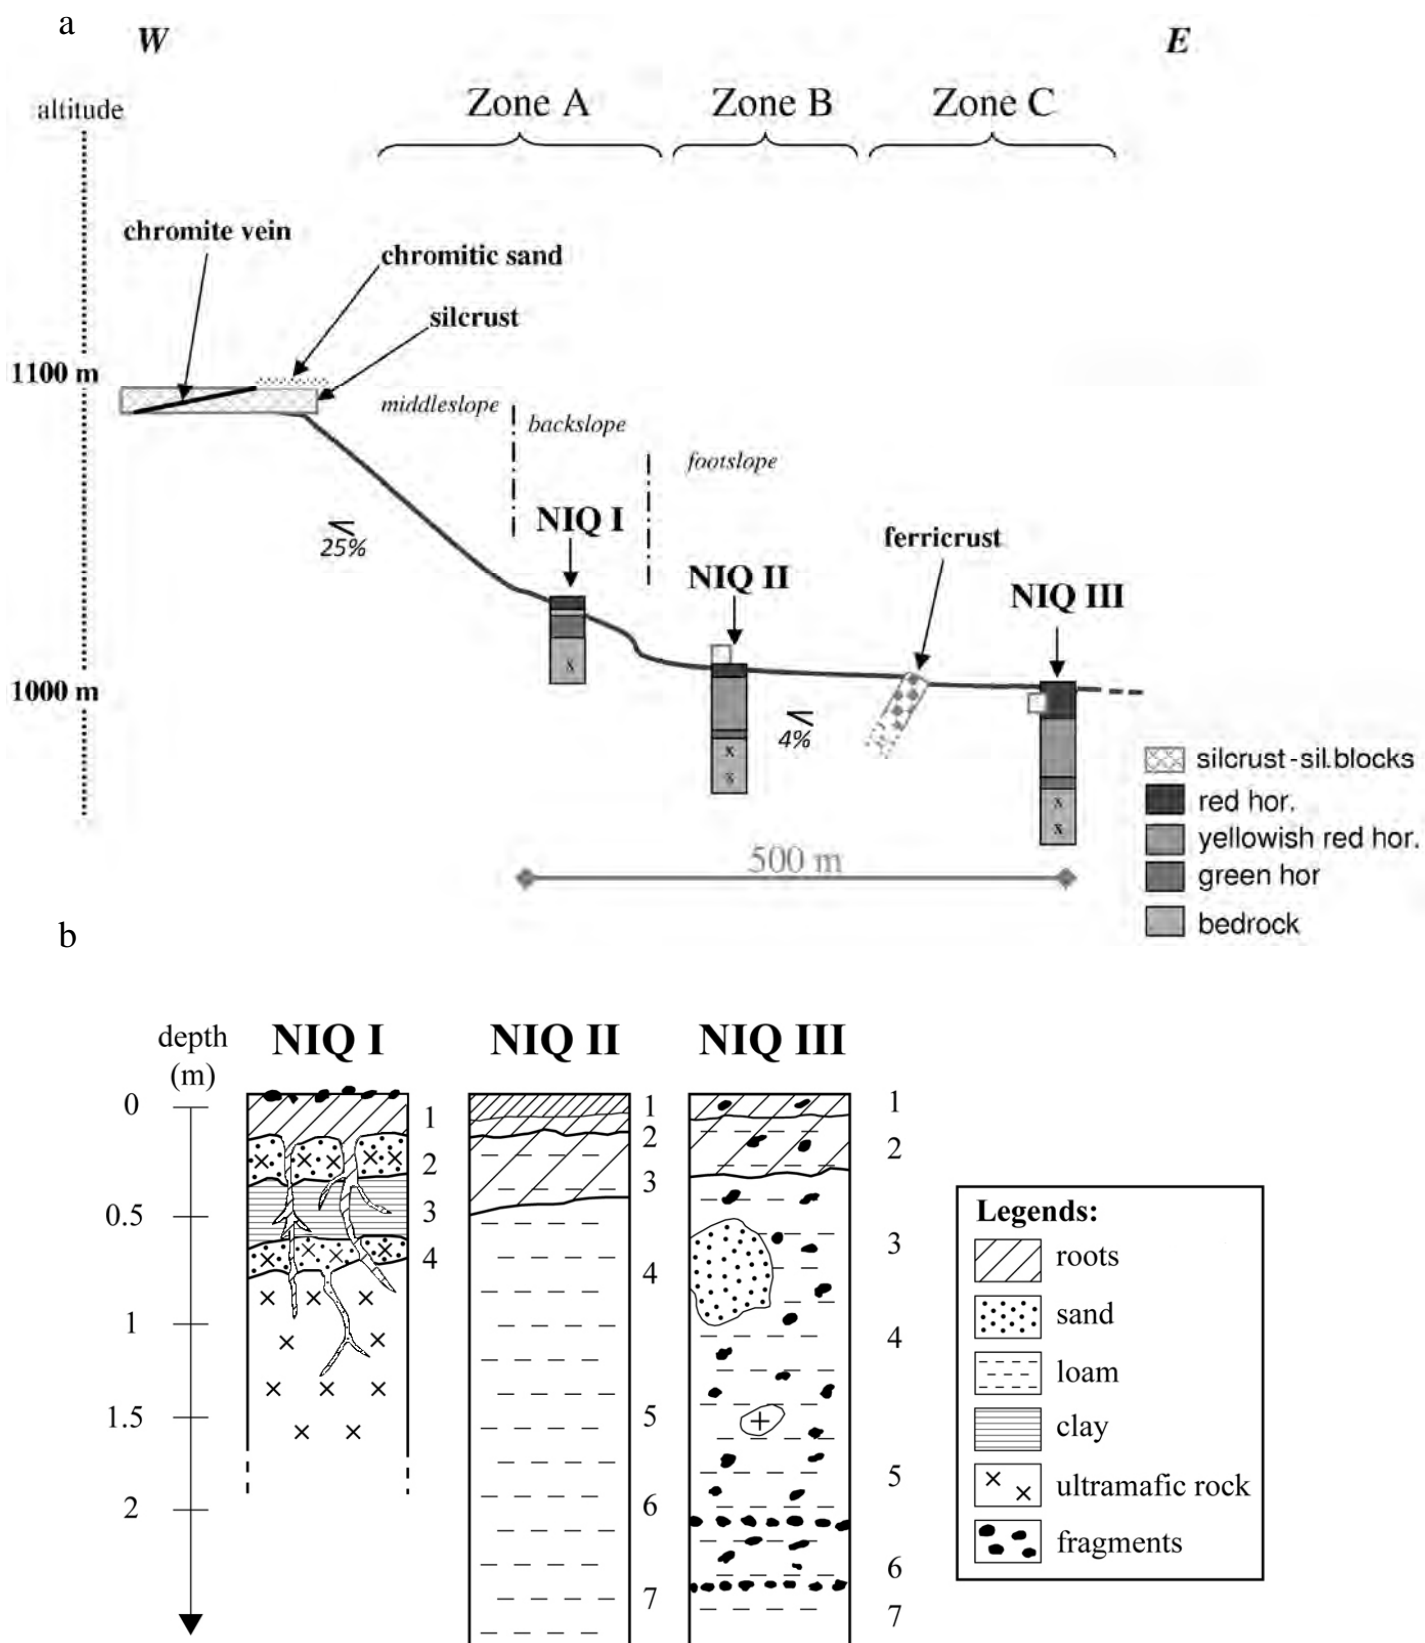 a
W
E
altitude
Zone A
Zone B
Zone C
chromite vein
chromitic sand
silcrust
1100 m
middleslope
backslope
footslope
25%
NIQ I
NIQ II
ferricrust
NIQ III
1000 m
4%
500 m
silcrust-sil.blocks
red hor.
yellowish red hor.
green hor
bedrock
x
x
x
x
x
b
depth
(m)
NIQ I
NIQ II
NIQ III
0
0.5
1
1.5
2
1
2
3
4
1
2
3
4
5
6
7
1
2
3
4
5
6
7
Legends:
roots
sand
loam
clay
ultramafic rock
fragments